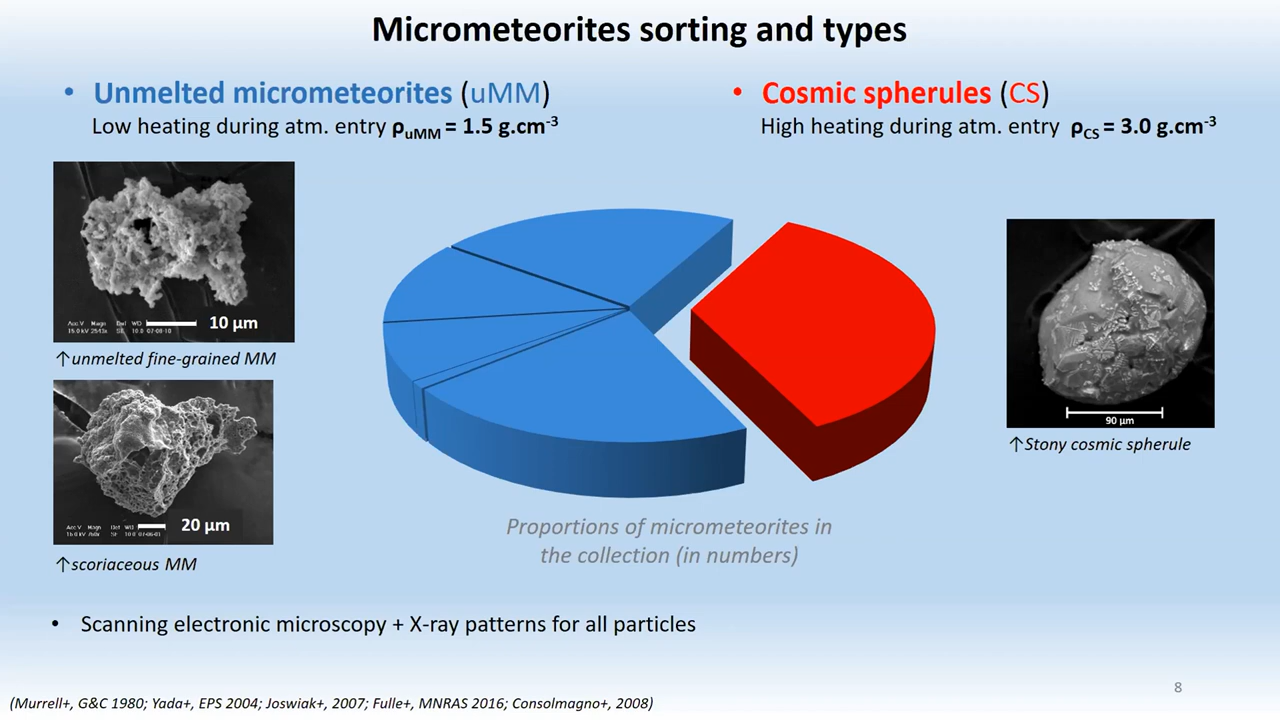 Micrometeorites sorting and types
• Unmelted micrometeorites (uMM)
Low heating during atm. entry ρuMM = 1.5 g.cm-3
• Cosmic spherules (CS)
High heating during atm. entry ρCS = 3.0 g.cm-3
10 µm
↑unmelted fine-grained MM
20 µm
↑scoriaceous MM
90 µm
↑Stony cosmic spherule
Proportions of micrometeorites in
the collection (in numbers)
• Scanning electronic microscopy + X-ray patterns for all particles
8
(Murrell+, G&C 1980; Yada+, EPS 2004; Joswiak+, 2007; Fulle+, MNRAS 2016; Consolmagno+, 2008)